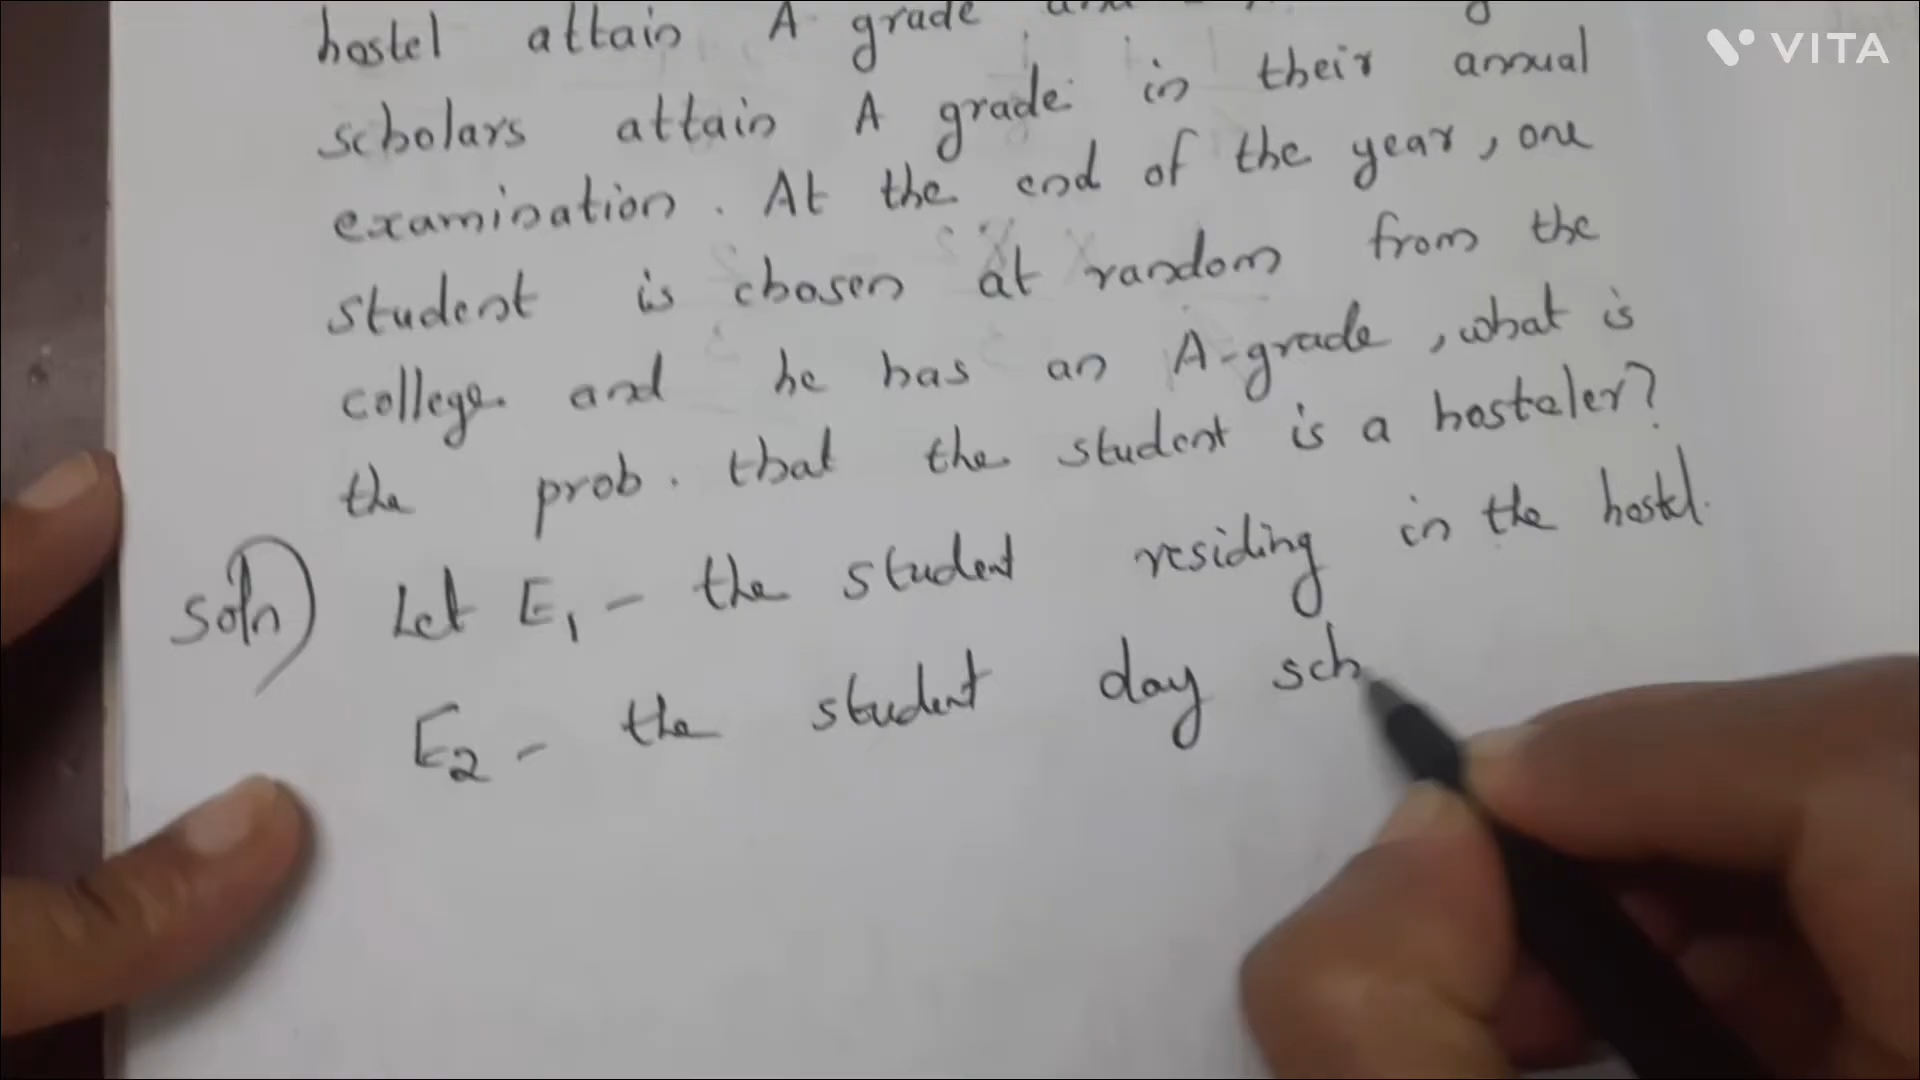 hostel attain A grade
VITA
scholars attain A grade in their annual
examination. At the end of the year, one
student is chosen at random from the
college and he has an A-grade, what is
the prob. that the student is a hosteler?
Soln) Let E1 - the student residing in the hostel.
E2 - the student day sch